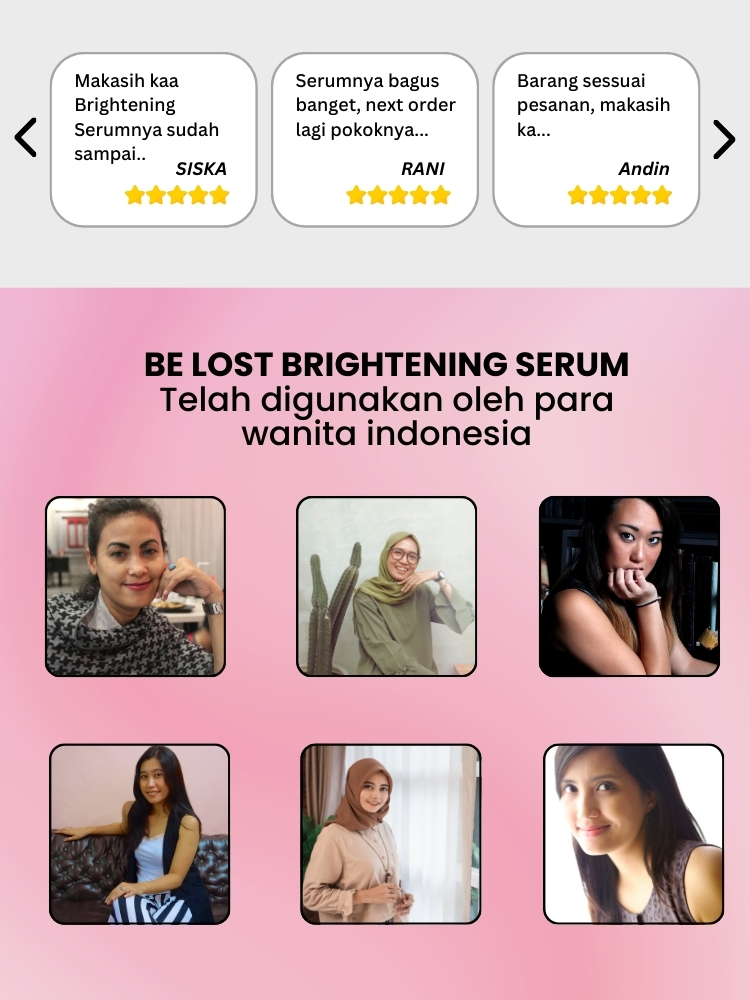 Makasih kaa
Brightening
Serumnya sudah
sampai..
SISKA
Serumnya bagus
banget, next order
lagi pokoknya...
RANI
Barang sessuai
pesanan, makasih
ka...
Andin
BE LOST BRIGHTENING SERUM
Telah digunakan oleh para
wanita indonesia